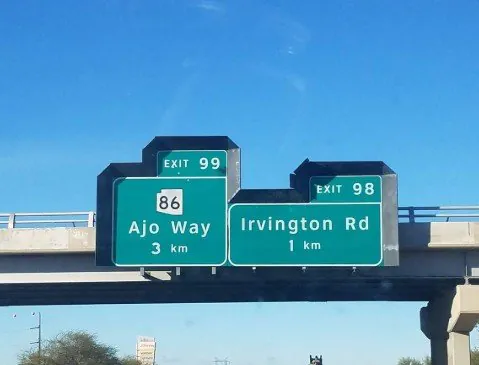 EXIT 99
86
Ajo Way
3 km
EXIT 98
Irvington Rd
1 km